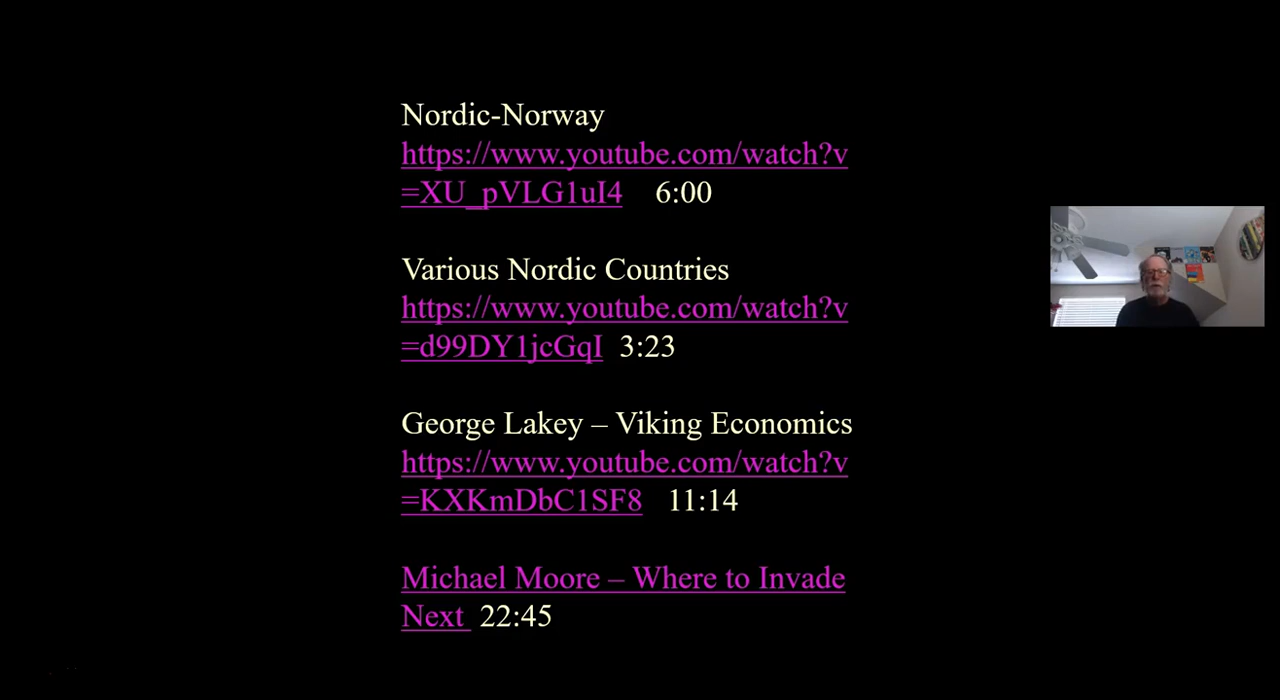 Nordic-Norway
https://www.youtube.com/watch?v
=XU_pVLG1uI4 6:00
Various Nordic Countries
https://www.youtube.com/watch?v
=d99DY1jcGqI 3:23
George Lakey – Viking Economics
https://www.youtube.com/watch?v
=KXKmDbC1SF8 11:14
Michael Moore – Where to Invade
Next 22:45